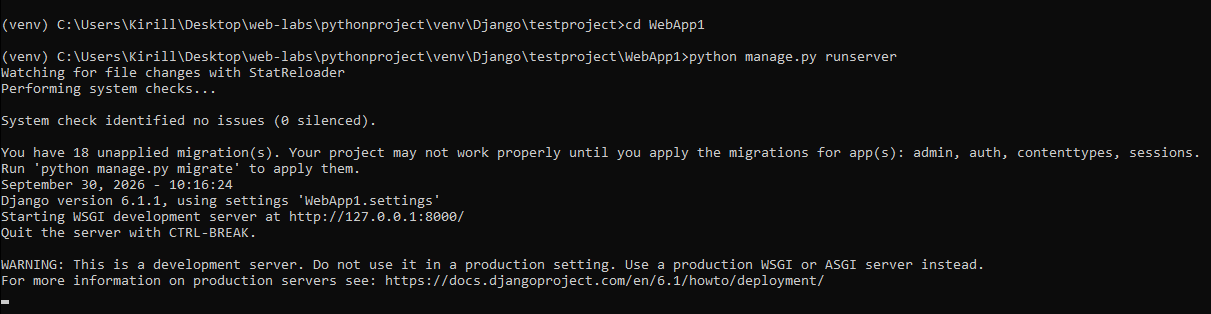 (venv) C:\Users\Kirill\Desktop\web-labs\pythonproject\venv\Django\testproject>cd WebApp1
(venv) C:\Users\Kirill\Desktop\web-labs\pythonproject\venv\Django\testproject\WebApp1>python manage.py runserver
Watching for file changes with StatReloader
Performing system checks...
System check identified no issues (0 silenced).
You have 18 unapplied migration(s). Your project may not work properly until you apply the migrations for app(s): admin, auth, contenttypes, sessions.
Run 'python manage.py migrate' to apply them.
September 30, 2026 - 10:16:24
Django version 6.1.1, using settings 'WebApp1.settings'
Starting WSGI development server at http://127.0.0.1:8000/
Quit the server with CTRL-BREAK.
WARNING: This is a development server. Do not use it in a production setting. Use a production WSGI or ASGI server instead.
For more information on production servers see: https://docs.djangoproject.com/en/6.1/howto/deployment/